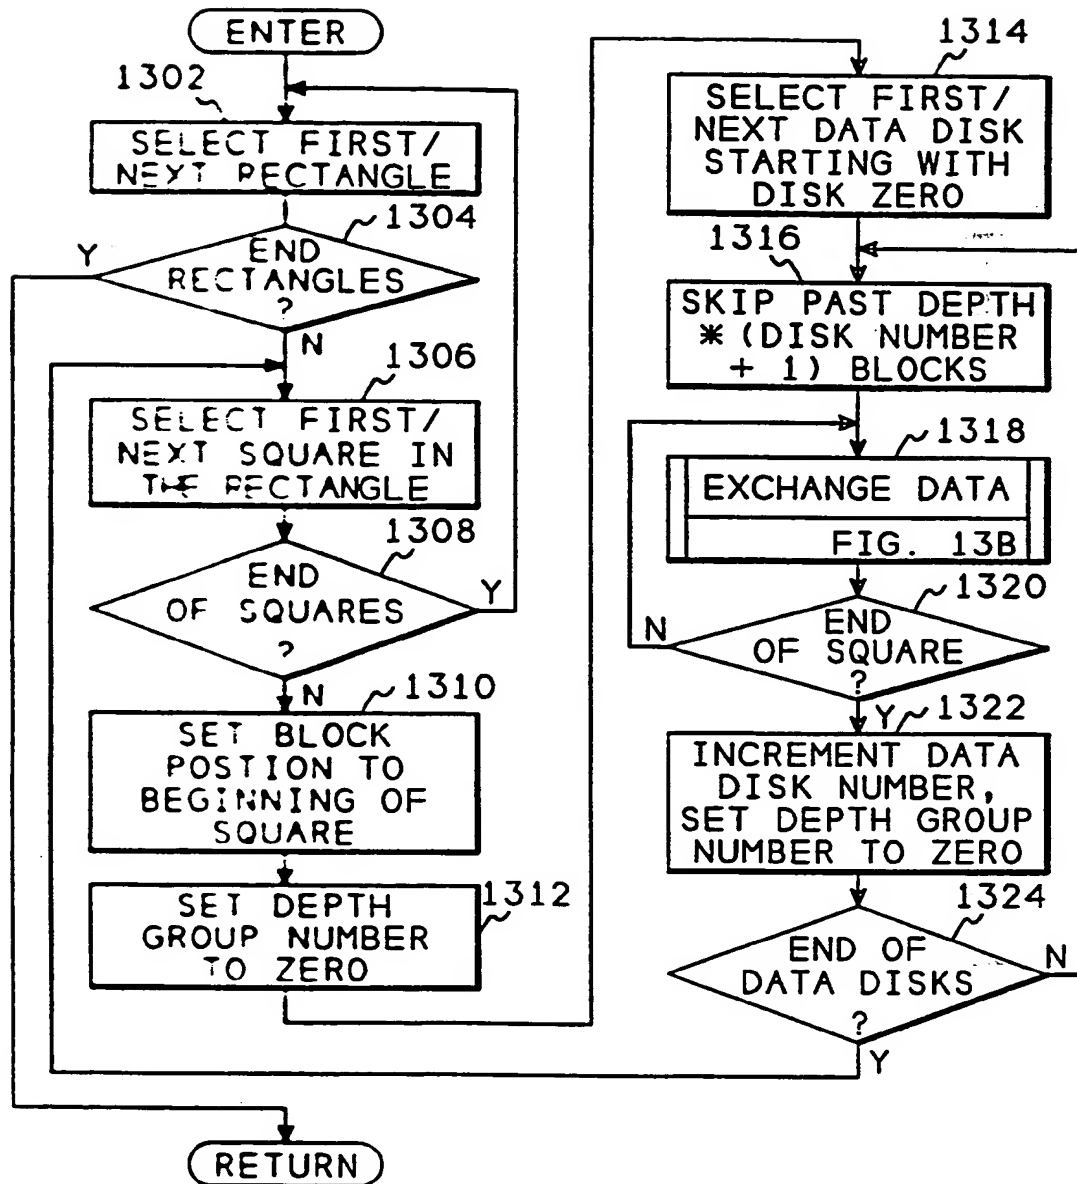 ENTER
1302
SELECT FIRST/
NEXT RECTANGLE
1304
Y
END
RECTANGLES
?
N
1306
SELECT FIRST/
NEXT SQUARE IN
THE RECTANGLE
1308
END
OF SQUARES
?
Y
N
1310
SET BLOCK
POSTION TO
BEGINNING OF
SQUARE
1312
SET DEPTH
GROUP NUMBER
TO ZERO
RETURN
1314
SELECT FIRST/
NEXT DATA DISK
STARTING WITH
DISK ZERO
1316
SKIP PAST DEPTH
* (DISK NUMBER
+ 1) BLOCKS
1318
EXCHANGE DATA
FIG. 13B
1320
N
END
OF SQUARE
?
Y
1322
INCREMENT DATA
DISK NUMBER,
SET DEPTH GROUP
NUMBER TO ZERO
1324
END OF
DATA DISKS
?
N
Y